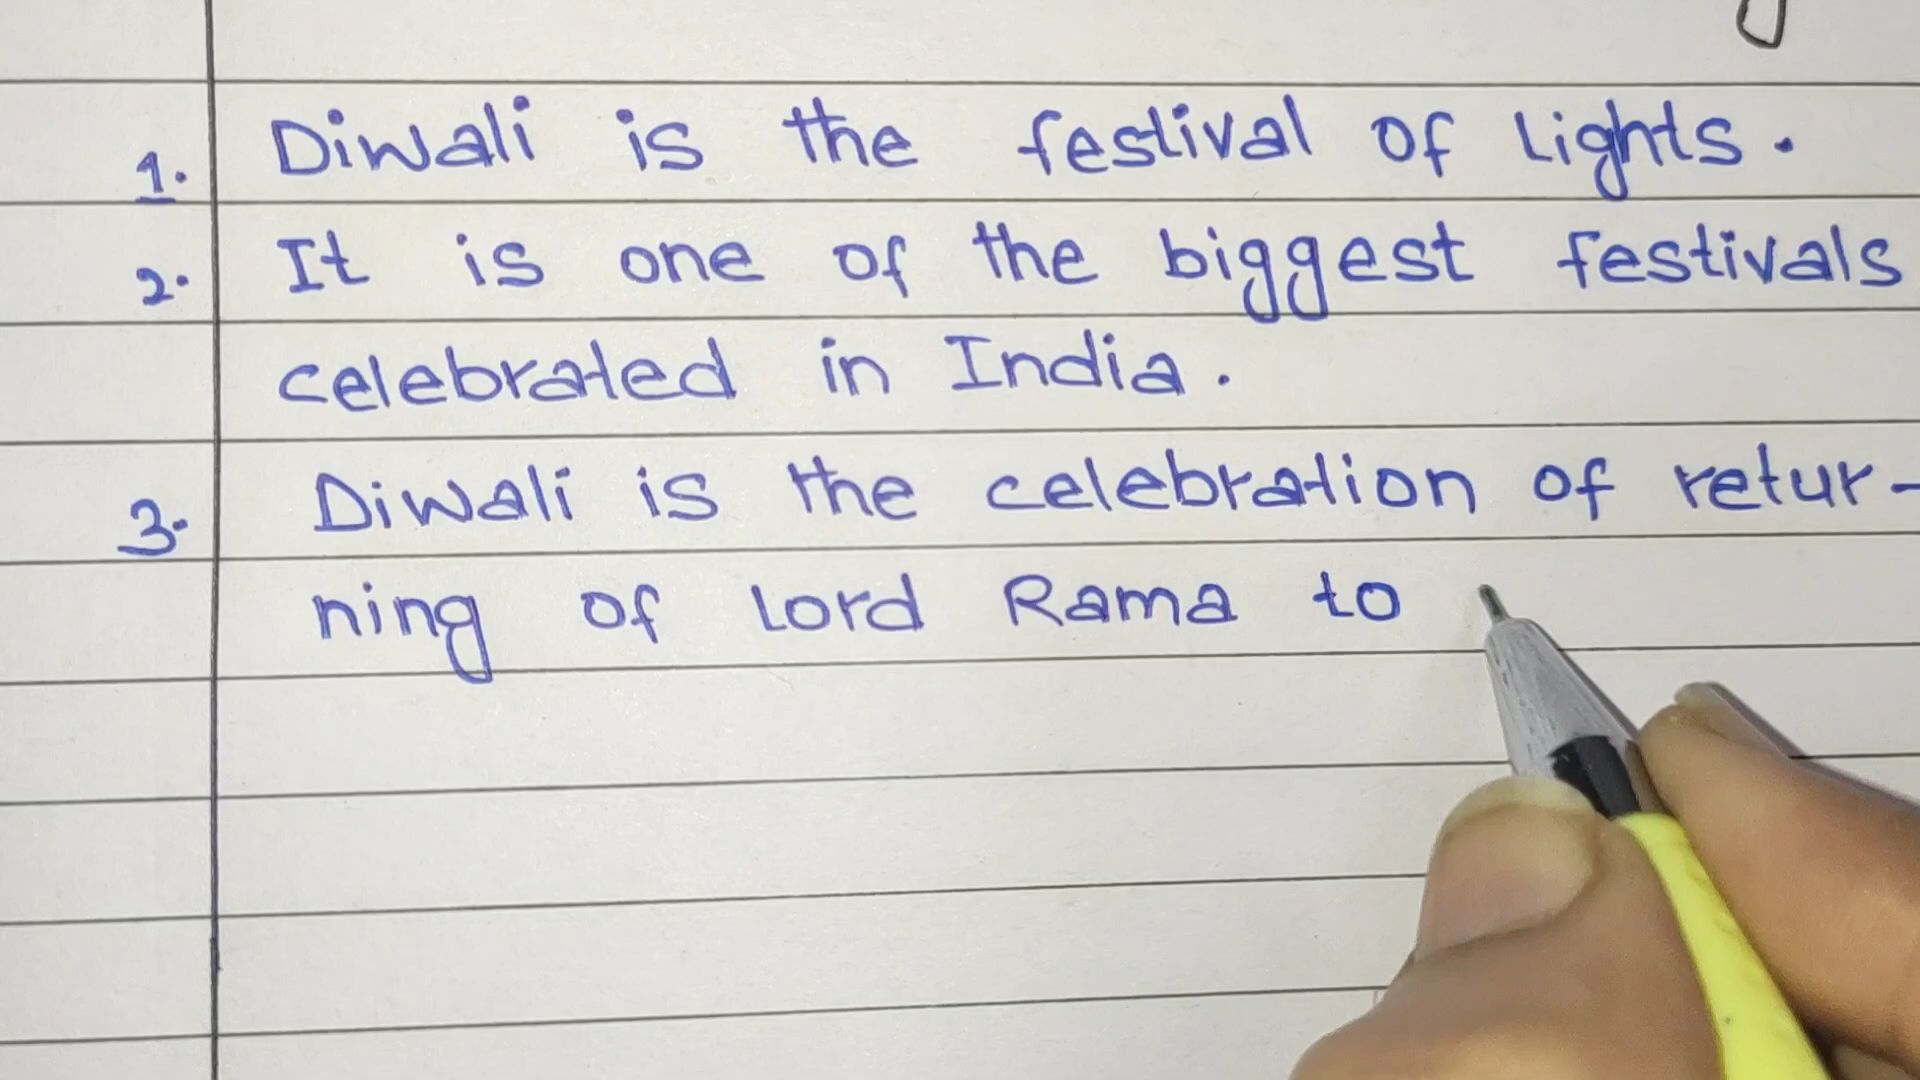 1. Diwali is the festival of Lights.
2. It is one of the biggest festivals
celebrated in India.
3. Diwali is the celebration of retur-
ning of Lord Rama to